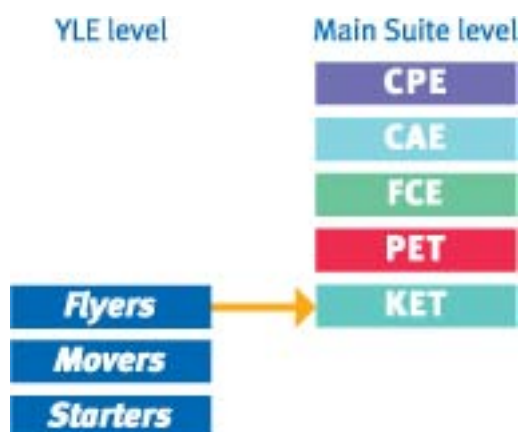 YLE level
Main Suite level
CPE
CAE
FCE
PET
Flyers
KET
Movers
Starters